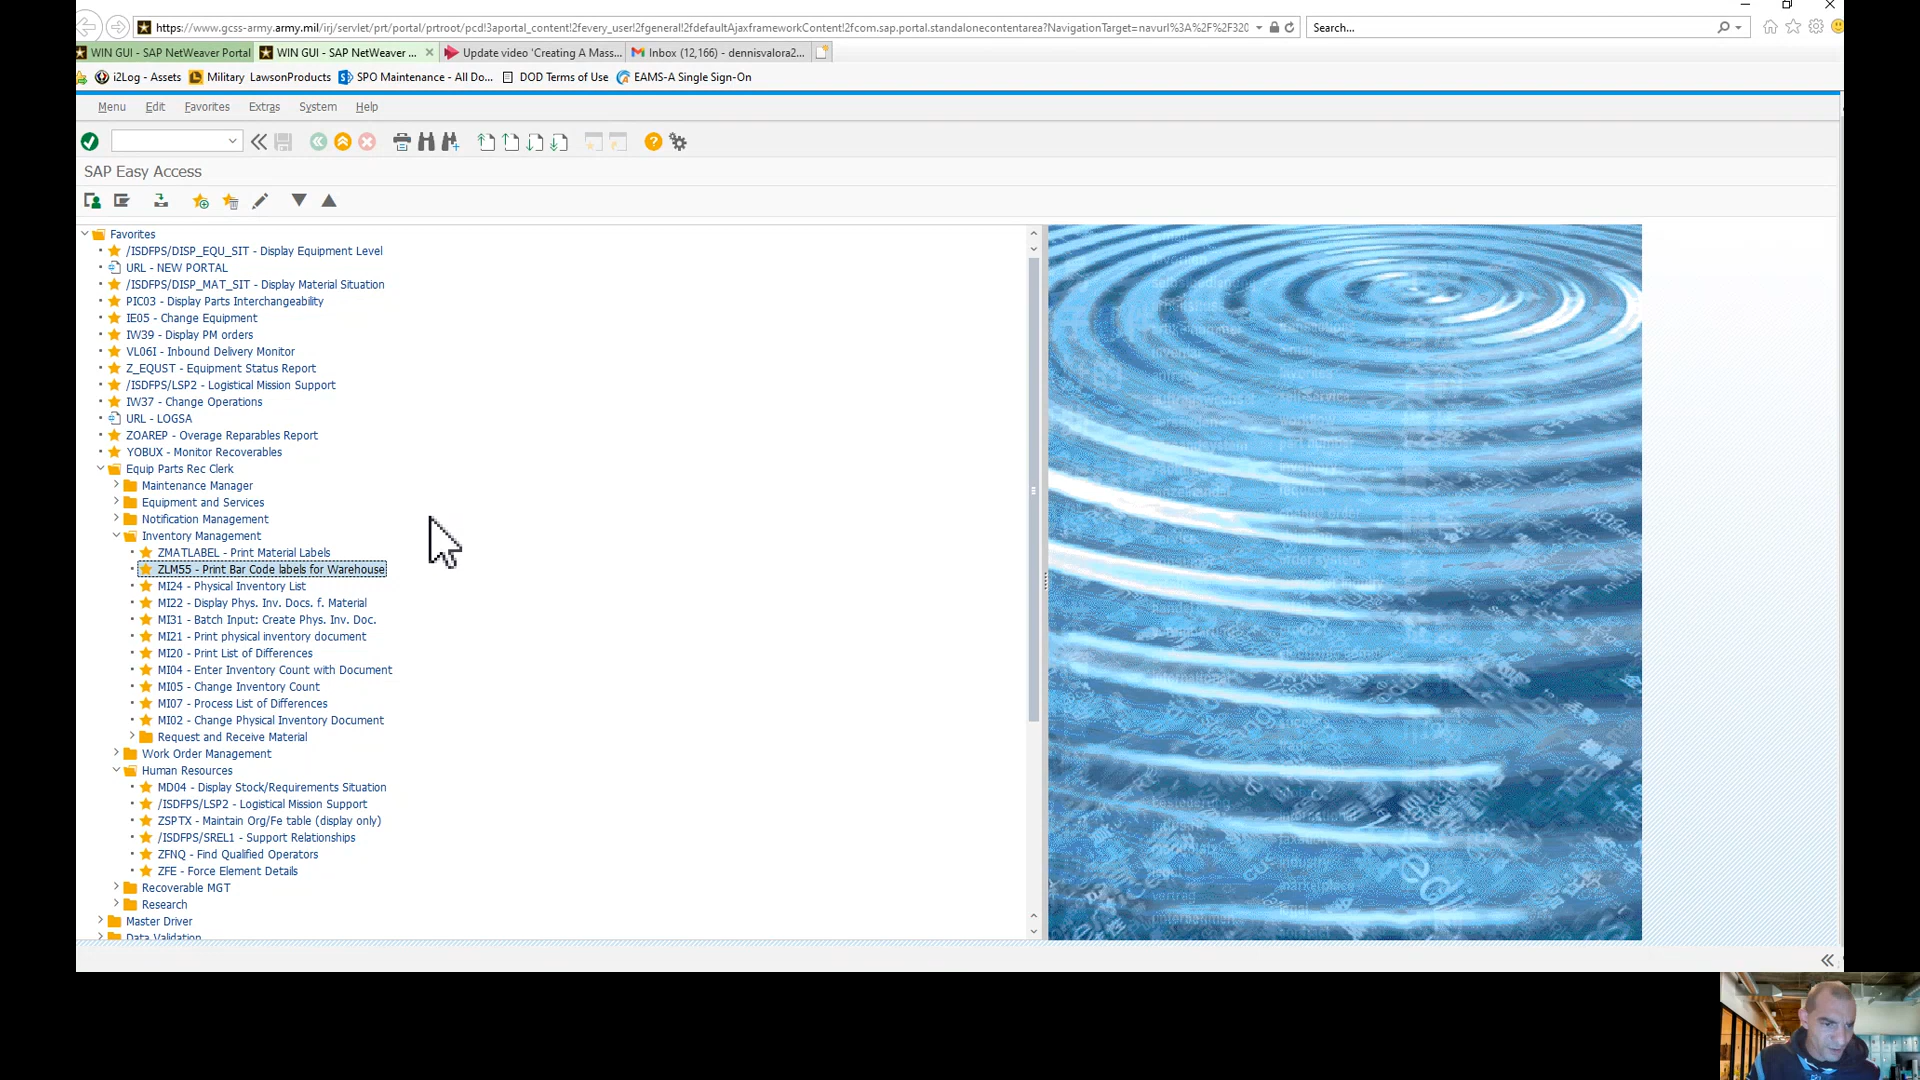 https://www.gcss-army.army.mil/irj/servlet/prt/portal/prtroot/pcd!3aportal_content!2fevery_user!2fgeneral!2fdefaultAjaxframeworkContent!2fcom.sap.portal.standalonecontentarea?NavigationTarget=navurl%3A%2F%2F320
Search...
WIN GUI - SAP NetWeaver Portal
WIN GUI - SAP NetWeaver ...
Update video 'Creating A Mass...
Inbox (12,166) - dennisvalora2...
i2Log - Assets
Military LawsonProducts
SPO Maintenance - All Do...
DOD Terms of Use
EAMS-A Single Sign-On
Menu Edit Favorites Extras System Help
SAP Easy Access
Favorites
/ISDFPS/DISP_EQU_SIT - Display Equipment Level
URL - NEW PORTAL
/ISDFPS/DISP_MAT_SIT - Display Material Situation
PIC03 - Display Parts Interchangeability
IE05 - Change Equipment
IW39 - Display PM orders
VL06I - Inbound Delivery Monitor
Z_EQUST - Equipment Status Report
/ISDFPS/LSP2 - Logistical Mission Support
IW37 - Change Operations
URL - LOGSA
ZOAREP - Overage Reparables Report
YOBUX - Monitor Recoverables
Equip Parts Rec Clerk
Maintenance Manager
Equipment and Services
Notification Management
Inventory Management
ZMATLABEL - Print Material Labels
ZLM55 - Print Bar Code labels for Warehouse
MI24 - Physical Inventory List
MI22 - Display Phys. Inv. Docs. f. Material
MI31 - Batch Input: Create Phys. Inv. Doc.
MI21 - Print physical inventory document
MI20 - Print List of Differences
MI04 - Enter Inventory Count with Document
MI05 - Change Inventory Count
MI07 - Process List of Differences
MI02 - Change Physical Inventory Document
Request and Receive Material
Work Order Management
Human Resources
MD04 - Display Stock/Requirements Situation
/ISDFPS/LSP2 - Logistical Mission Support
ZSPTX - Maintain Org/Fe table (display only)
/ISDFPS/SREL1 - Support Relationships
ZFNQ - Find Qualified Operators
ZFE - Force Element Details
Recoverable MGT
Research
Master Driver
Data Validation